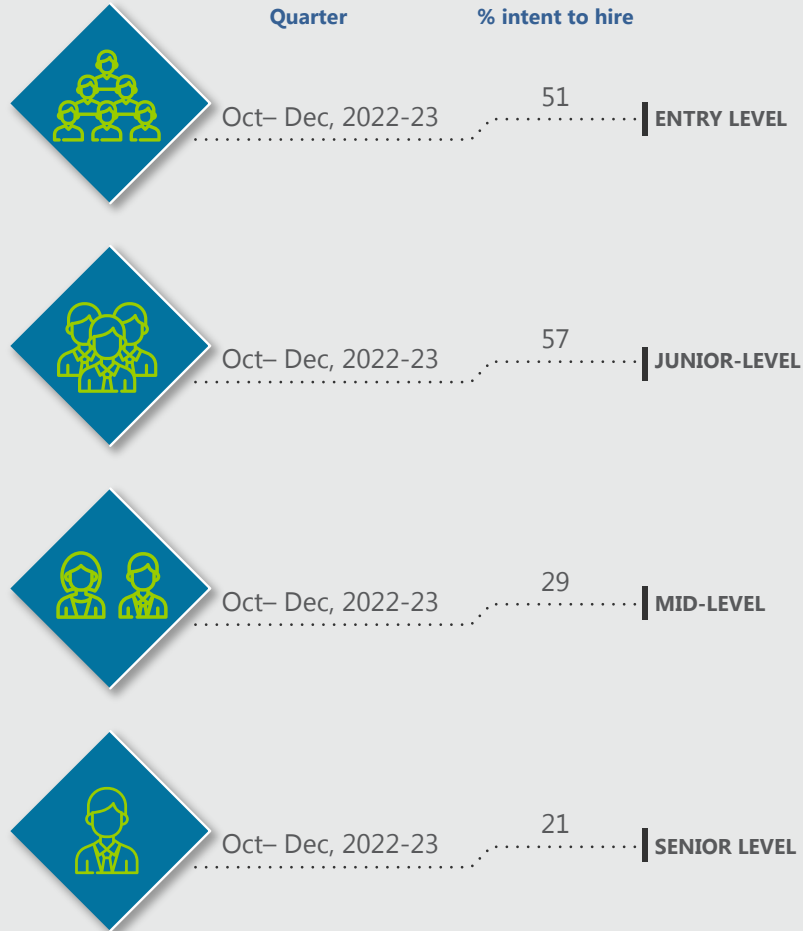 Quarter % intent to hire
Oct– Dec, 2022-23 51 ENTRY LEVEL
Oct– Dec, 2022-23 57 JUNIOR-LEVEL
Oct– Dec, 2022-23 29 MID-LEVEL
Oct– Dec, 2022-23 21 SENIOR LEVEL